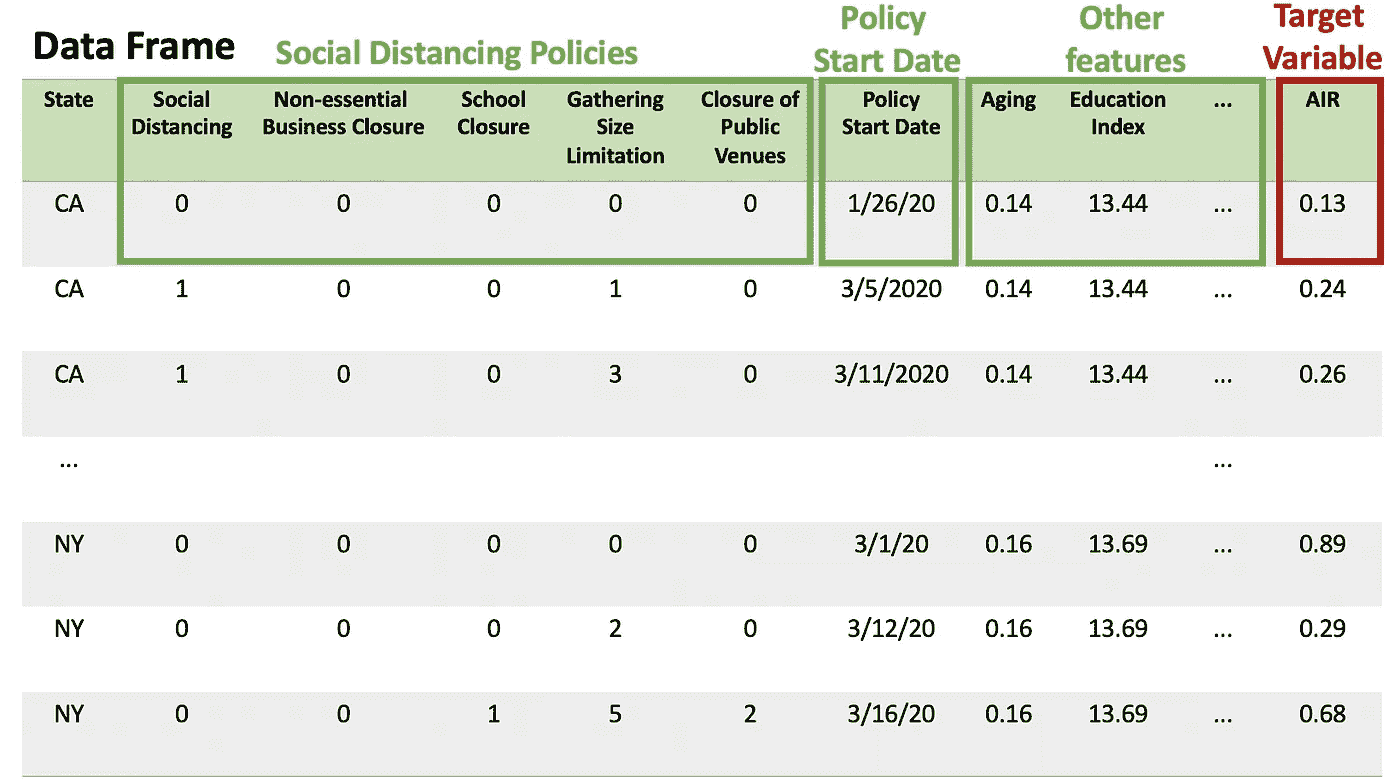 Data Frame
Social Distancing Policies
Policy
Start Date
Other
features
Target
Variable
State
Social
Distancing
Non-essential
Business Closure
School
Closure
Gathering
Size
Limitation
Closure of
Public
Venues
Policy
Start Date
Aging
Education
Index
...
AIR
CA 0 0 0 0 0 1/26/20 0.14 13.44 ... 0.13
CA 1 0 0 1 0 3/5/2020 0.14 13.44 ... 0.24
CA 1 0 0 3 0 3/11/2020 0.14 13.44 ... 0.26
... ...
NY 0 0 0 0 0 3/1/20 0.16 13.69 ... 0.89
NY 0 0 0 2 0 3/12/20 0.16 13.69 ... 0.29
NY 0 0 1 5 2 3/16/20 0.16 13.69 ... 0.68